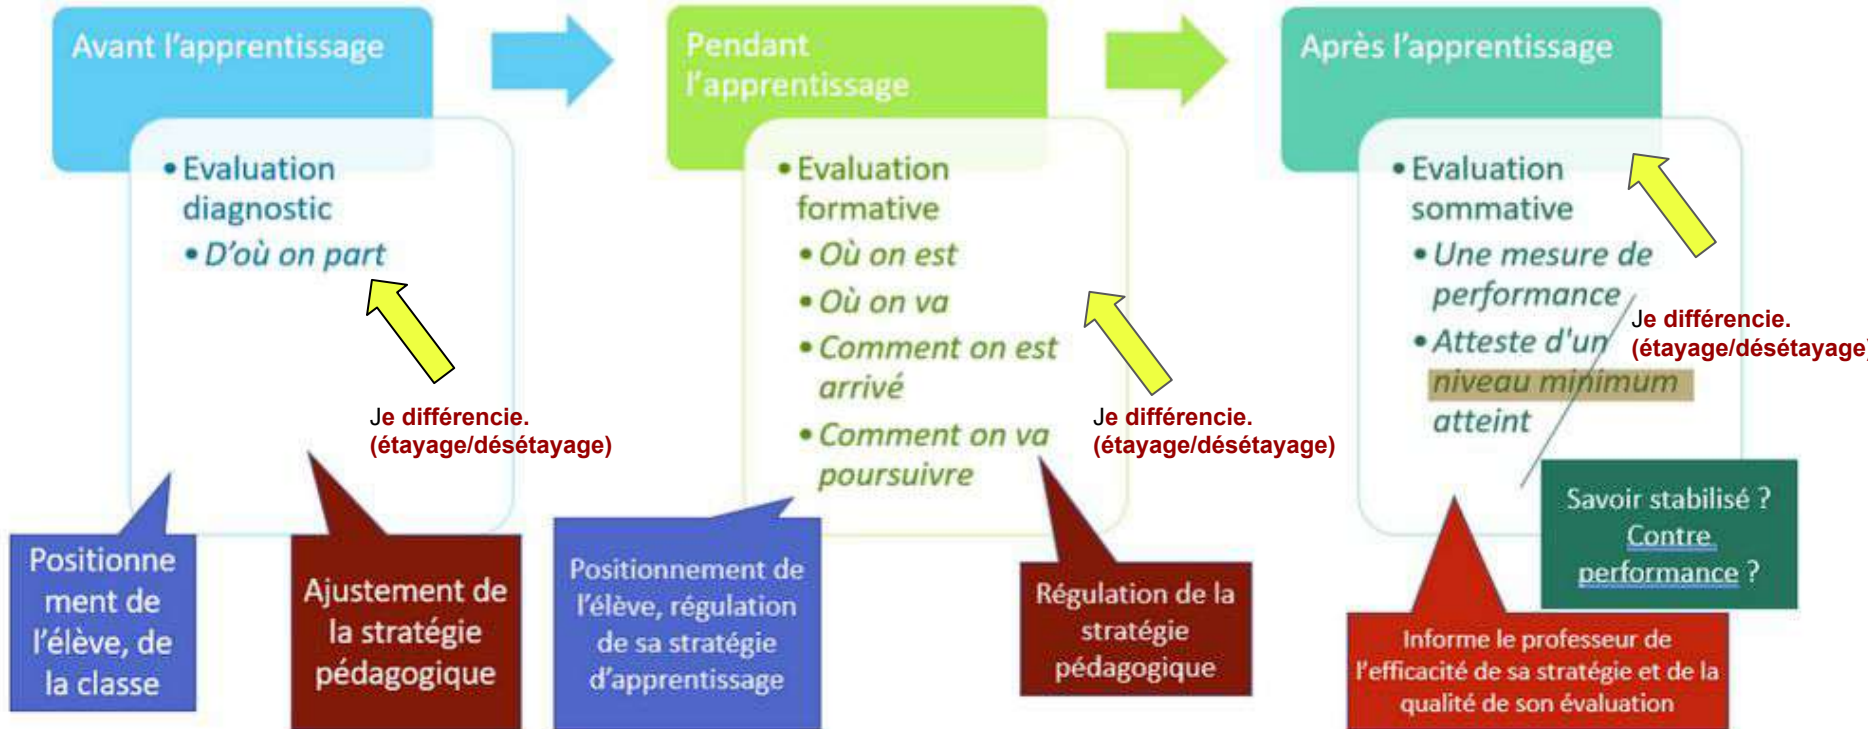 Avant l'apprentissage
• Evaluation
diagnostic
• D'où on part
Je différencie.
(étayage/désétayage)
Positionne
ment de
l'élève, de
la classe
Ajustement de
la stratégie
pédagogique
Pendant
l'apprentissage
• Evaluation
formative
• Où on est
• Où on va
• Comment on est
arrivé
• Comment on va
poursuivre
Je différencie.
(étayage/désétayage)
Positionnement de
l'élève, régulation
de sa stratégie
d'apprentissage
Régulation de la
stratégie
pédagogique
Après l'apprentissage
• Evaluation
sommative
• Une mesure de
performance
• Atteste d'un
niveau minimum
atteint
Je différencie.
(étayage/désétayage)
Savoir stabilisé ?
Contre
performance ?
Informe le professeur de
l'efficacité de sa stratégie et de la
qualité de son évaluation